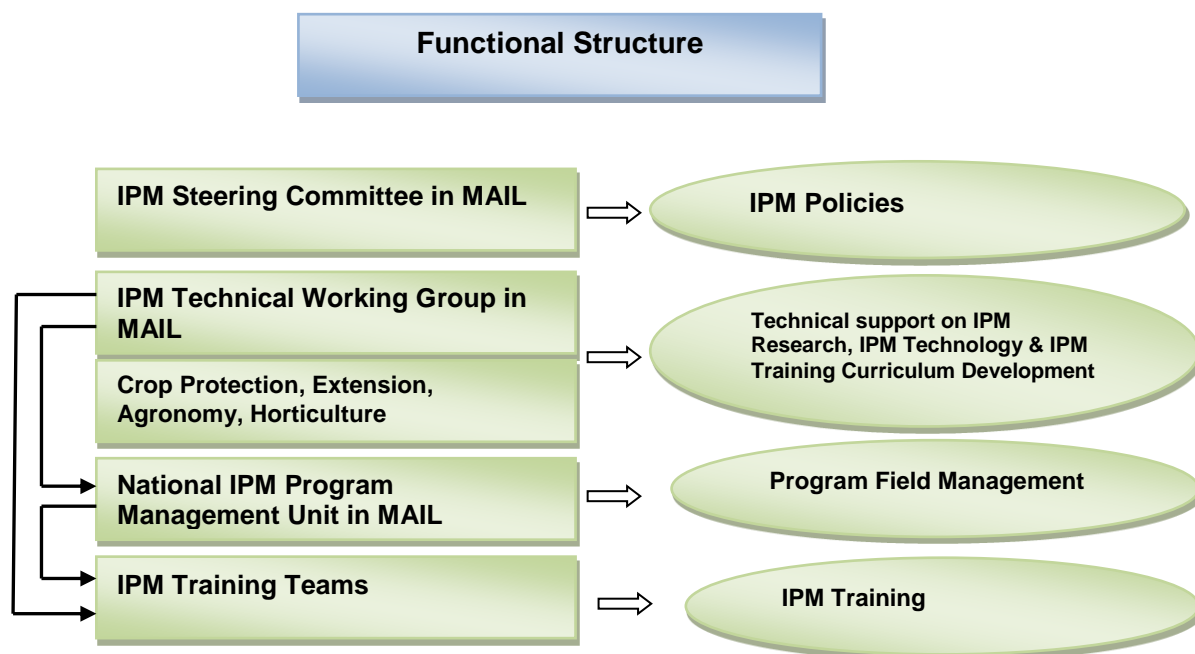 Functional Structure
IPM Steering Committee in MAIL
IPM Policies
IPM Technical Working Group in
MAIL
Technical support on IPM
Research, IPM Technology & IPM
Training Curriculum Development
Crop Protection, Extension,
Agronomy, Horticulture
National IPM Program
Management Unit in MAIL
Program Field Management
IPM Training Teams
IPM Training